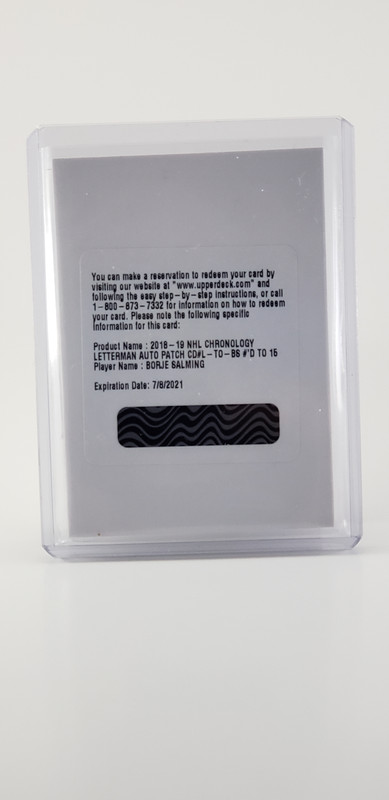 You can make a reservation to redeem your card by
visiting our website at "www.upperdeck.com" and
following the easy step-by-step instructions, or call
1-800-873-7332 for information on how to redeem
your card. Please note the following specific
information for this card:
Product Name : 2018-19 NHL CHRONOLOGY
LETTERMAN AUTO PATCH CD#L-TO-BS #'D TO 15
Player Name : BORJE SALMING
Expiration Date: 7/8/2021